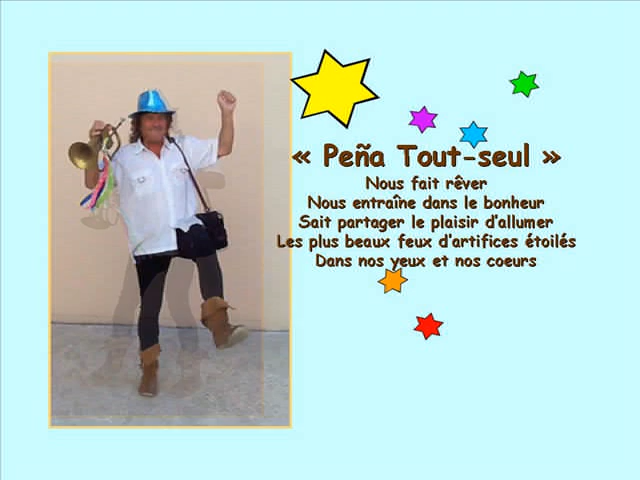 « Peña Tout-seul »
Nous fait rêver
Nous entraîne dans le bonheur
Sait partager le plaisir d'allumer
Les plus beaux feux d'artifices étoilés
Dans nos yeux et nos coeurs